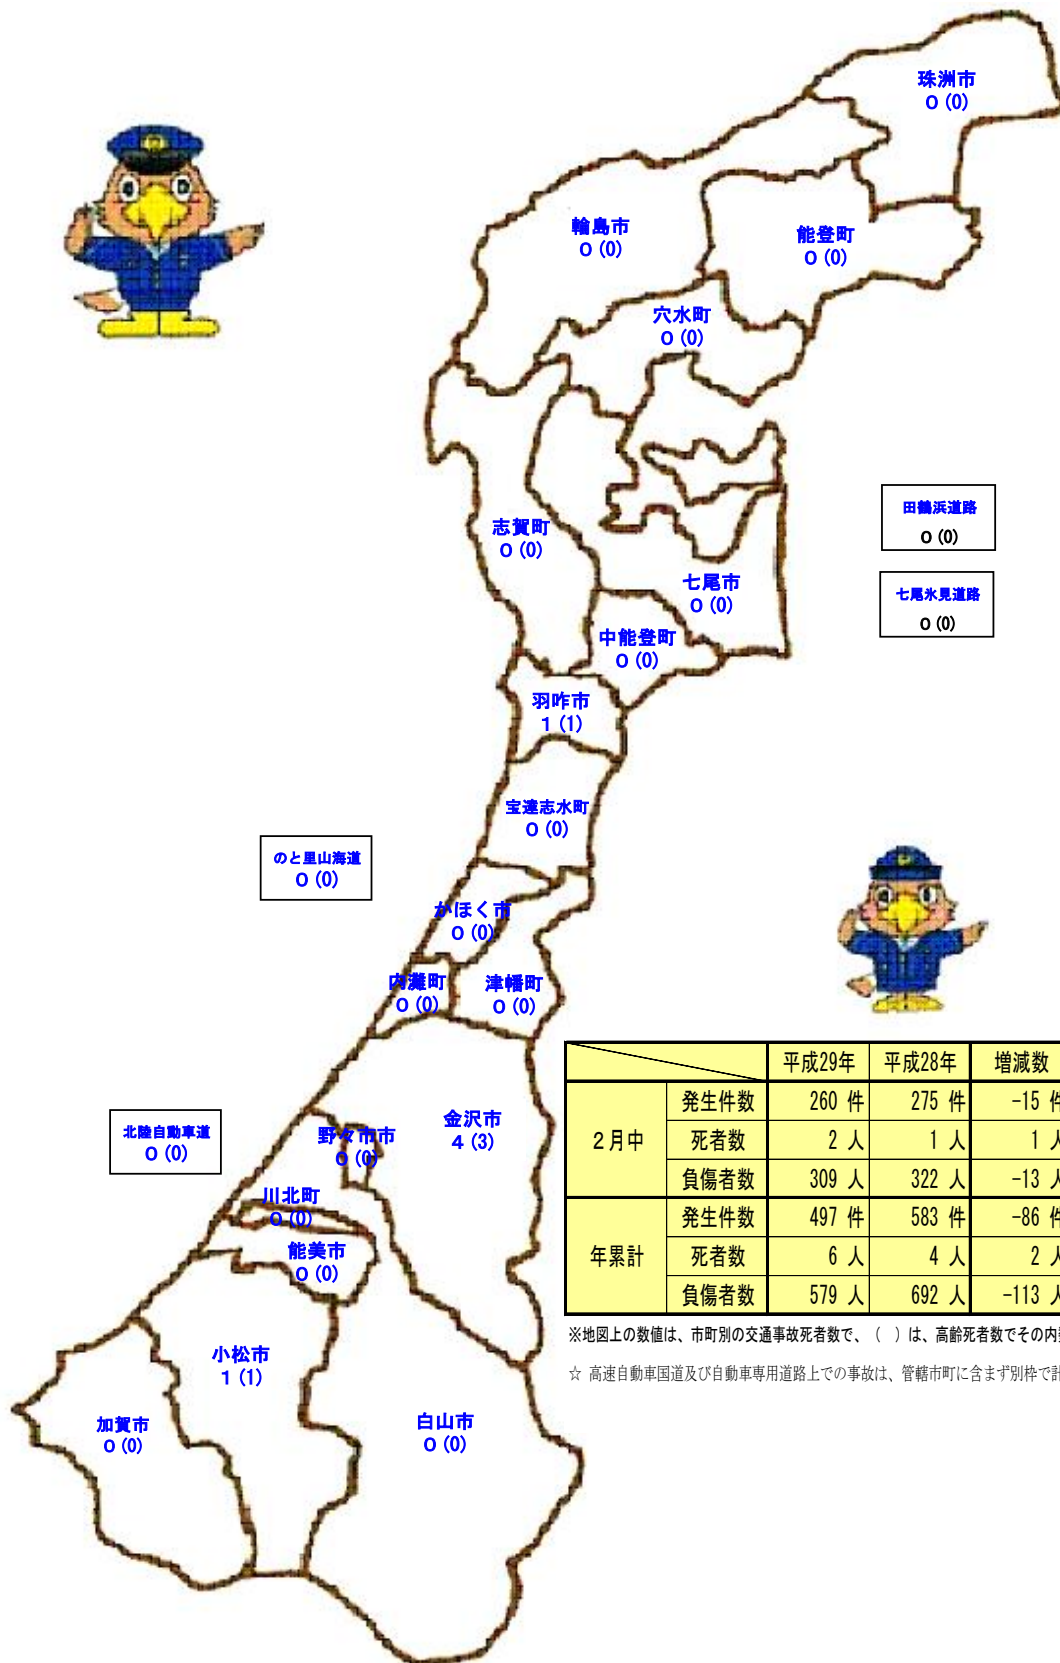 珠洲市
0 (0)
輪島市
0 (0)
能登町
0 (0)
穴水町
0 (0)
志賀町
0 (0)
田鶴浜道路
0 (0)
七尾市
0 (0)
七尾氷見道路
0 (0)
中能登町
0 (0)
羽咋市
1 (1)
宝達志水町
0 (0)
のと里山海道
0 (0)
かほく市
0 (0)
内灘町
0 (0)
津幡町
0 (0)
金沢市
4 (3)
北陸自動車道
0 (0)
野々市市
0 (0)
川北町
0 (0)
能美市
0 (0)
小松市
1 (1)
加賀市
0 (0)
白山市
0 (0)
平成29年 平成28年 増減数
2月中 発生件数 260 件 275 件 -15 件
死者数 2 人 1 人 1 人
負傷者数 309 人 322 人 -13 人
年累計 発生件数 497 件 583 件 -86 件
死者数 6 人 4 人 2 人
負傷者数 579 人 692 人 -113 人
※地図上の数値は、市町別の交通事故死者数で、（ ）は、高齢死者数でその内数
☆ 高速自動車国道及び自動車専用道路上での事故は、管轄市町に含まず別枠で計